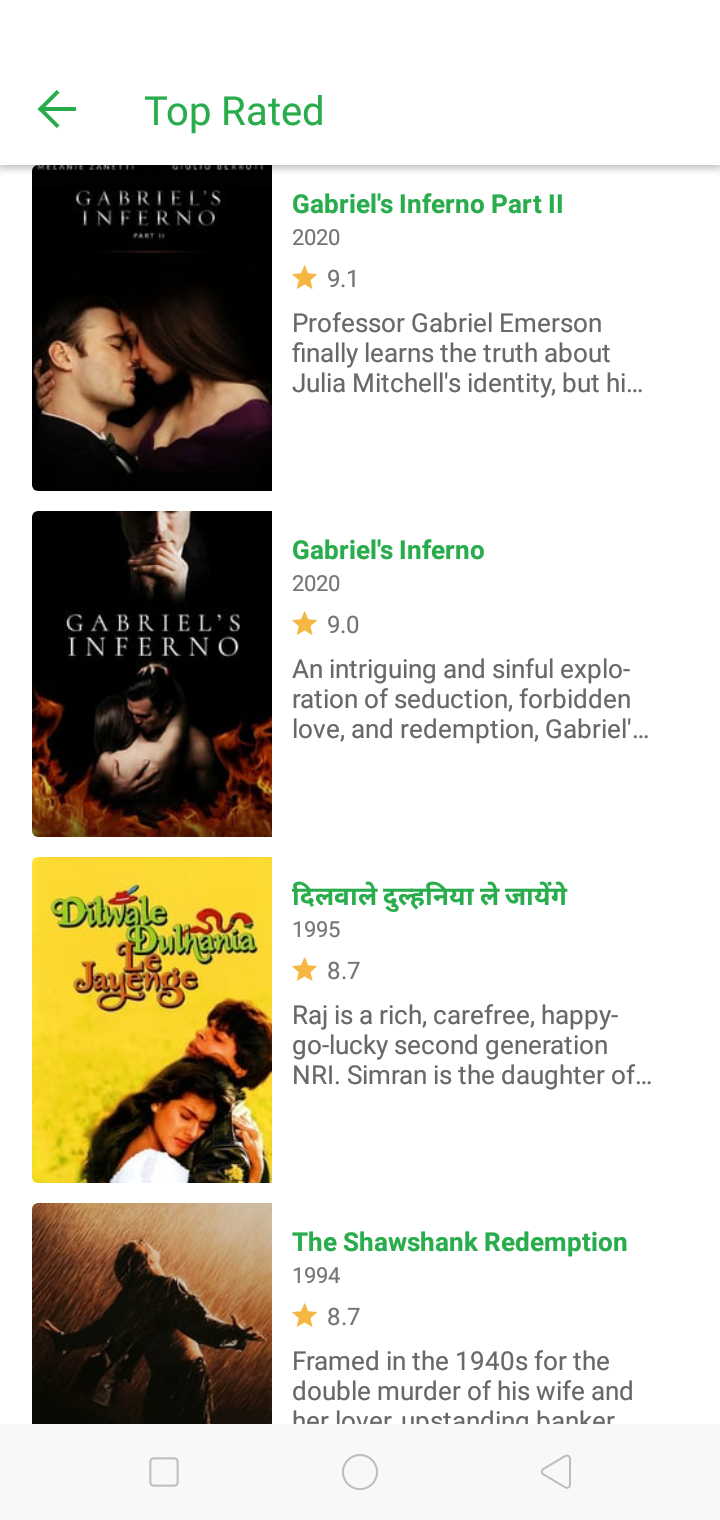 Top Rated
MELANIE ZANETTI GIULIO BERRUTI
GABRIEL'S
INFERNO
PART II
Gabriel's Inferno Part II
2020
9.1
Professor Gabriel Emerson
finally learns the truth about
Julia Mitchell's identity, but hi…
GABRIEL'S
INFERNO
Gabriel's Inferno
2020
9.0
An intriguing and sinful explo-
ration of seduction, forbidden
love, and redemption, Gabriel'…
Dilwale
Dulhania
Le
Jayenge
दिलवाले दुल्हनिया ले जायेंगे
1995
8.7
Raj is a rich, carefree, happy-
go-lucky second generation
NRI. Simran is the daughter of…
The Shawshank Redemption
1994
8.7
Framed in the 1940s for the
double murder of his wife and
her lover, upstanding banker